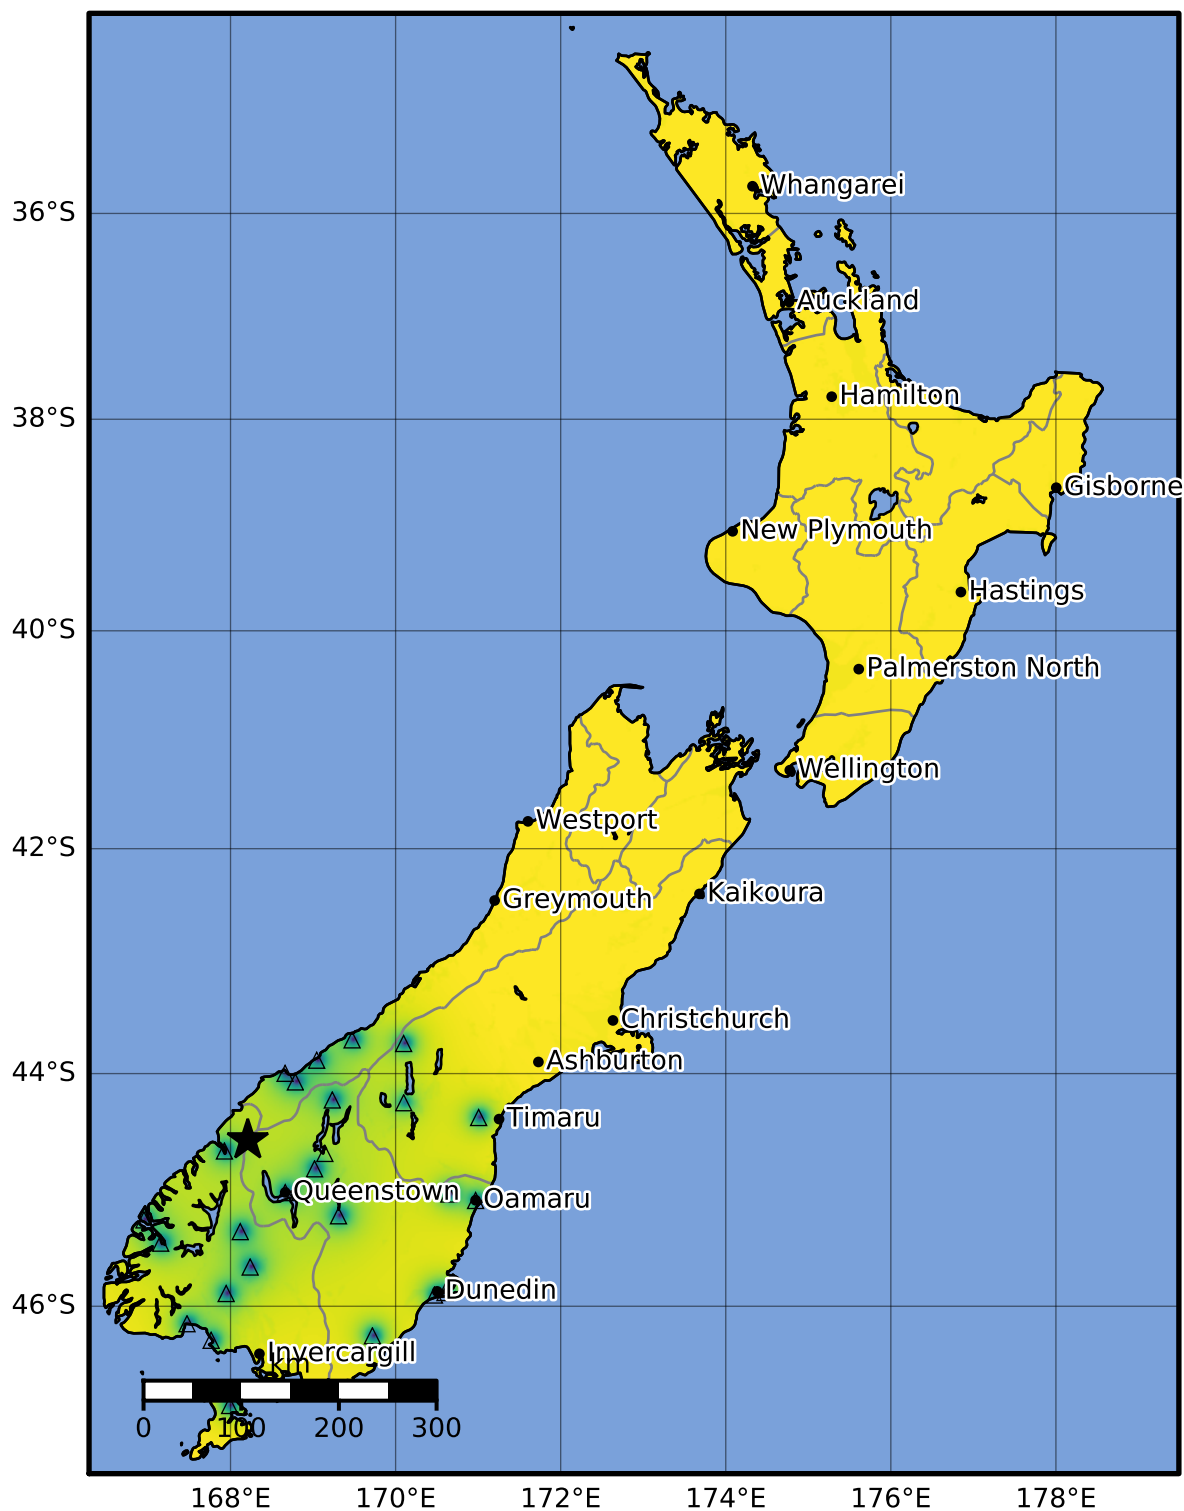 Whangarei
36°S
Auckland
Hamilton
38°S
Gisborne
New Plymouth
Hastings
40°S
Palmerston North
Wellington
Westport
42°S
Kaikoura
Greymouth
Christchurch
Ashburton
44°S
Timaru
Queenstown
Oamaru
Dunedin
46°S
Invercargill
km
0 100 200 300
168°E 170°E 172°E 174°E 176°E 178°E